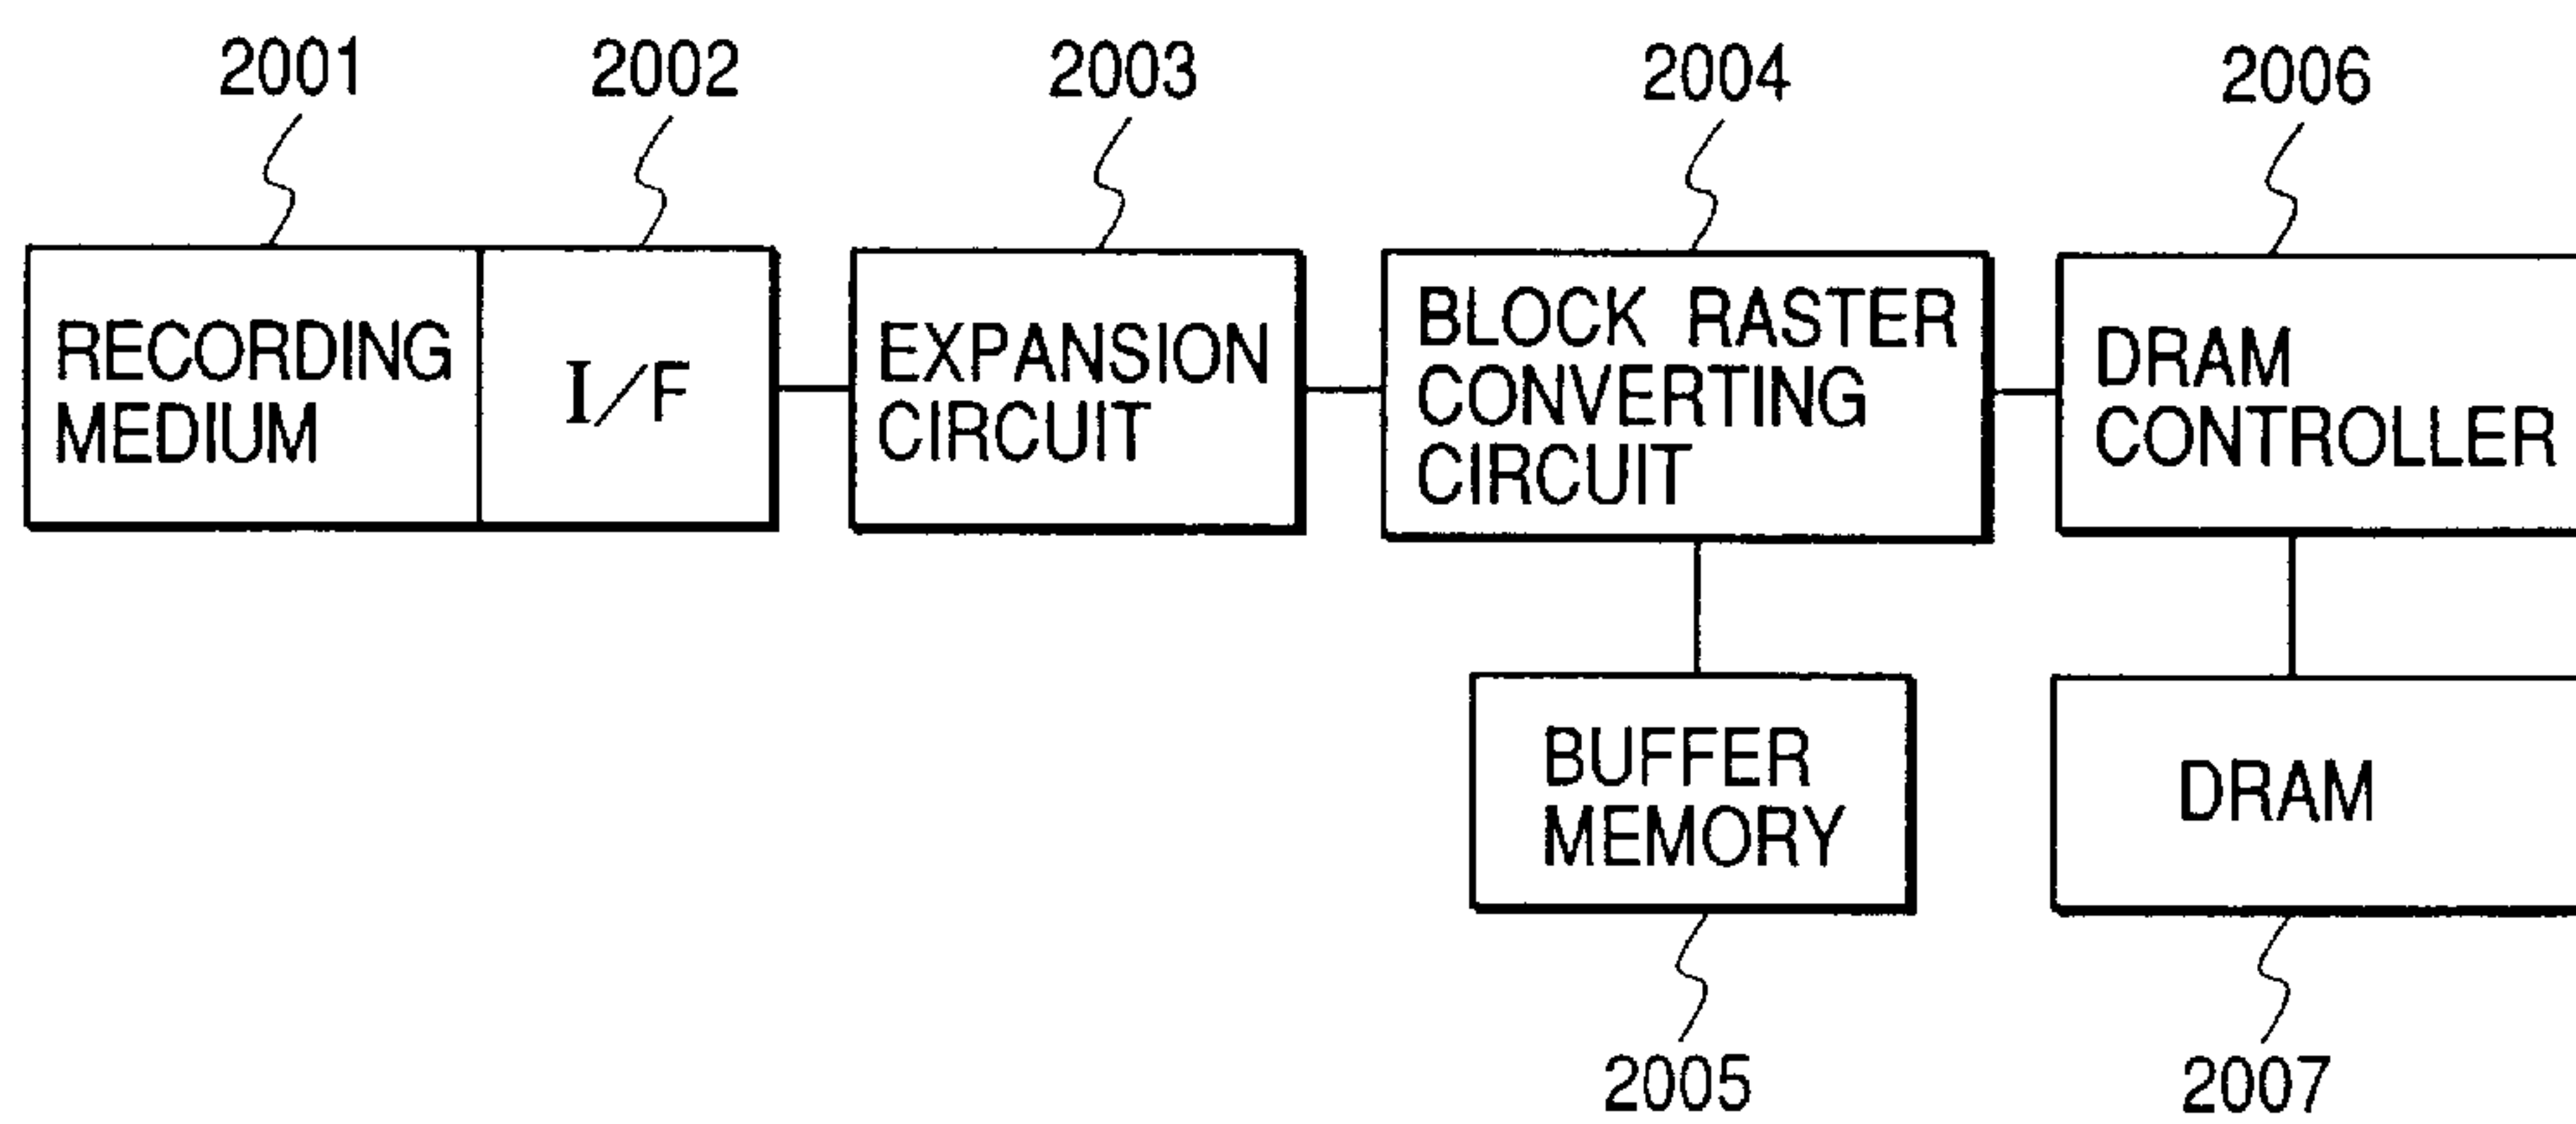 2001
2002
2003
2004
2006
RECORDING
MEDIUM
I/F
EXPANSION
CIRCUIT
BLOCK RASTER
CONVERTING
CIRCUIT
DRAM
CONTROLLER
BUFFER
MEMORY
DRAM
2005
2007